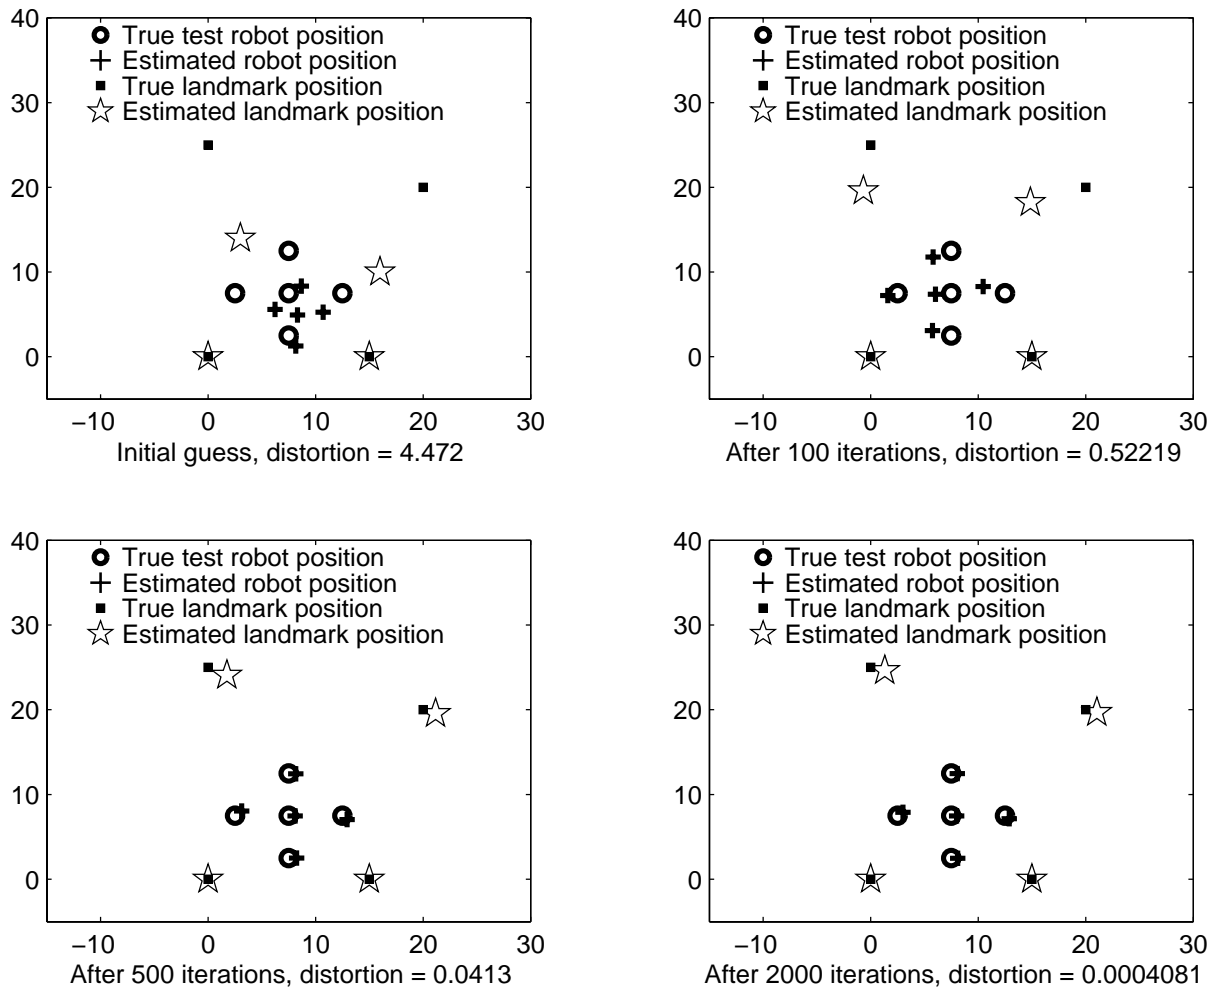 40
True test robot position
Estimated robot position
30
True landmark position
Estimated landmark position
20
10
0
−10 0 10 20 30
Initial guess, distortion = 4.472
40
True test robot position
Estimated robot position
30
True landmark position
Estimated landmark position
20
10
0
−10 0 10 20 30
After 100 iterations, distortion = 0.52219
40
True test robot position
Estimated robot position
30
True landmark position
Estimated landmark position
20
10
0
−10 0 10 20 30
After 500 iterations, distortion = 0.0413
40
True test robot position
Estimated robot position
30
True landmark position
Estimated landmark position
20
10
0
−10 0 10 20 30
After 2000 iterations, distortion = 0.0004081